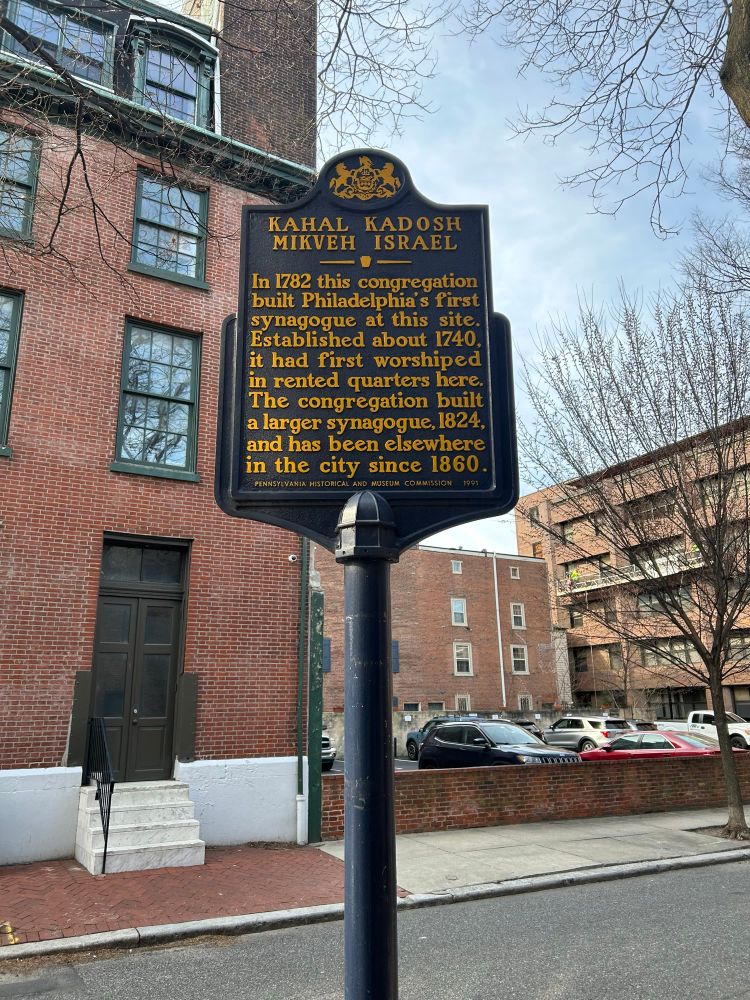 KAHAL KADOSH
MIKVEH ISRAEL
In 1782 this congregation
built Philadelphia's first
synagogue at this site.
Established about 1740,
it had first worshiped
in rented quarters here.
The congregation built
a larger synagogue, 1824,
and has been elsewhere
in the city since 1860.
PENNSYLVANIA HISTORICAL AND MUSEUM COMMISSION 1991